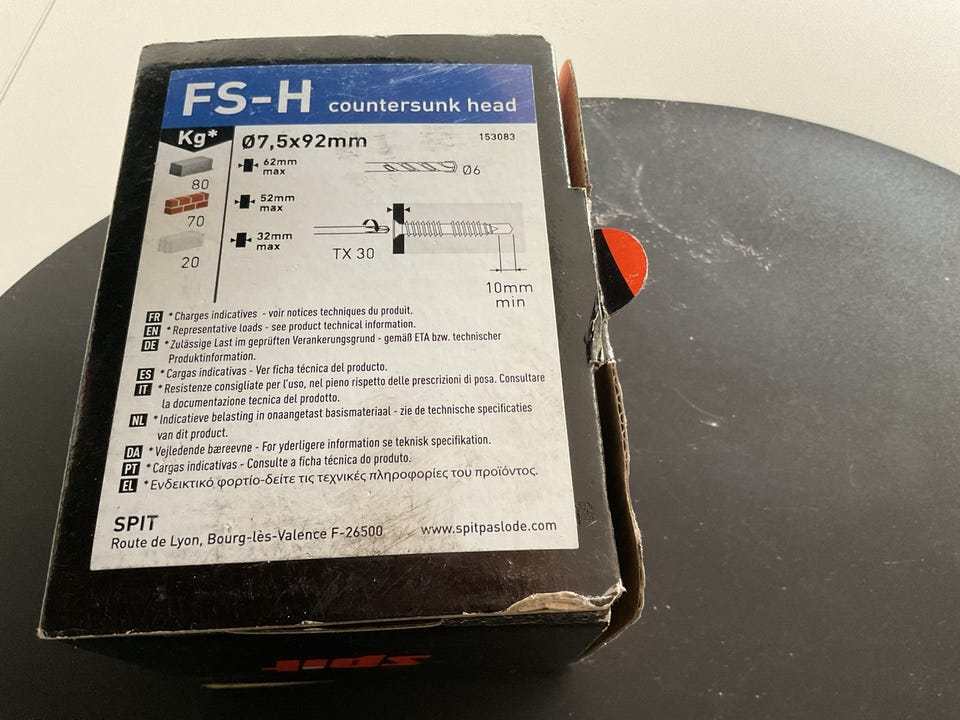 FS-H countersunk head
Kg*
Ø7,5x92mm
153083
80
62mm
max
Ø6
70
52mm
max
20
32mm
max
TX 30
10mm
min
FR * Charges indicatives - voir notices techniques du produit.
EN * Representative loads - see product technical information.
DE * Zulässige Last im geprüften Verankerungsgrund - gemäß ETA bzw. technischer
Produktinformation.
ES * Cargas indicativas - Ver ficha técnica del producto.
IT * Resistenze consigliate per l'uso, nel pieno rispetto delle prescrizioni di posa. Consultare
la documentazione tecnica del prodotto.
NL * Indicatieve belasting in onaangetast basismateriaal - zie de technische specificaties
van dit product.
DA * Vejledende bæreevne - For yderligere information se teknisk specifikation.
PT * Cargas indicativas - Consulte a ficha técnica do produto.
EL * Ενδεικτικό φορτίο-δείτε τις τεχνικές πληροφορίες του προϊόντος.
SPIT
Route de Lyon, Bourg-lès-Valence F-26500
www.spitpaslode.com
spit